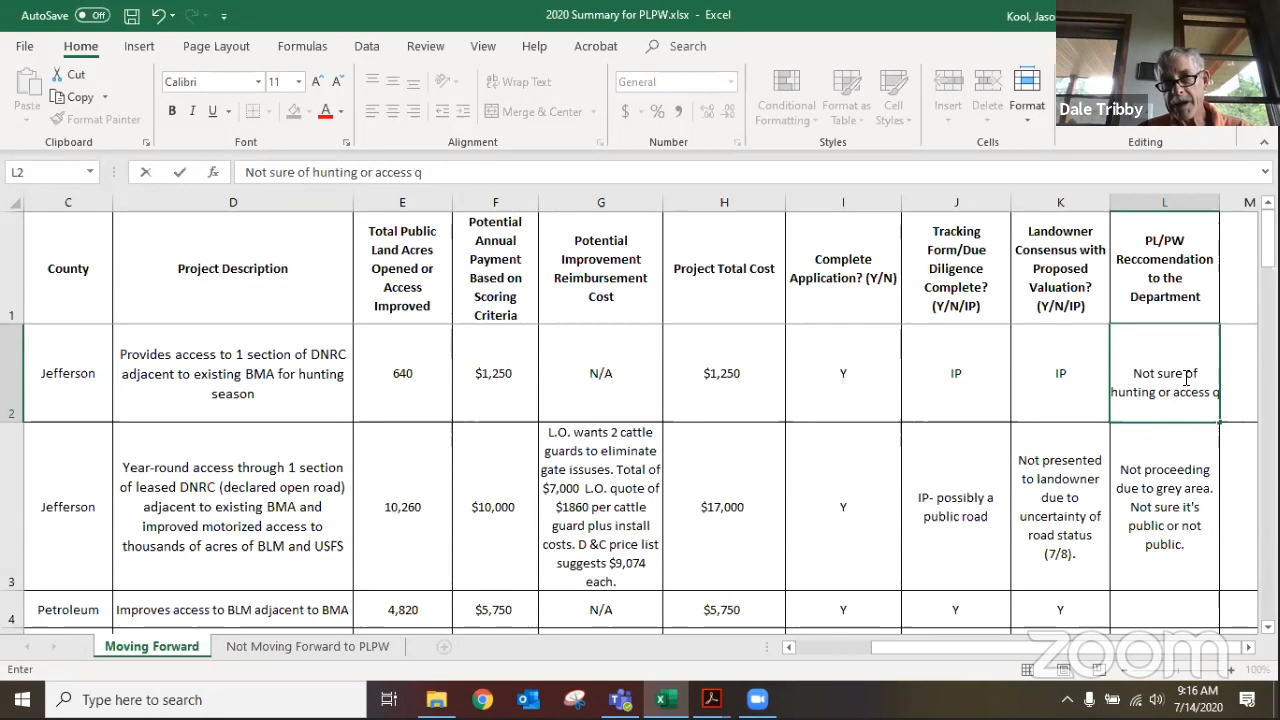 AutoSave Off 2020 Summary for PLPW.xlsx - Excel Kool, Jaso
File Home Insert Page Layout Formulas Data Review View Help Acrobat Search
Dale Tribby
Cut
Copy
Format Painter
Paste
Clipboard
Calibri 11
B I U
Font
Wrap Text
Merge & Center
Alignment
General
$ %
Number
Conditional Formatting
Format as Table
Cell Styles
Styles
Insert Delete Format
Cells
Editing
L2 Not sure of hunting or access q
C D E F G H I J K L M
1
County
Project Description
Total Public
Land Acres
Opened or
Access
Improved
Potential
Annual
Payment
Based on
Scoring
Criteria
Potential
Improvement
Reimbursement
Cost
Project Total Cost
Complete
Application? (Y/N)
Tracking
Form/Due
Diligence
Complete?
(Y/N/IP)
Landowner
Consensus with
Proposed
Valuation?
(Y/N/IP)
PL/PW
Reccomendation
to the
Department
2
Jefferson
Provides access to 1 section of DNRC
adjacent to existing BMA for hunting
season
640
$1,250
N/A
$1,250
Y
IP
IP
Not sure of
hunting or access q
3
Jefferson
Year-round access through 1 section
of leased DNRC (declared open road)
adjacent to existing BMA and
improved motorized access to
thousands of acres of BLM and USFS
10,260
$10,000
L.O. wants 2 cattle
guards to eliminate
gate issuses. Total of
$7,000 L.O. quote of
$1860 per cattle
guard plus install
costs. D &C price list
suggests $9,074
each.
$17,000
Y
IP- possibly a
public road
Not presented
to landowner
due to
uncertainty of
road status
(7/8).
Not proceeding
due to grey area.
Not sure it's
public or not
public.
4
Petroleum
Improves access to BLM adjacent to BMA
4,820
$5,750
N/A
$5,750
Y
Y
Y
Moving Forward Not Moving Forward to PLPW
zoom
Enter 100%
Type here to search
9:16 AM
7/14/2020